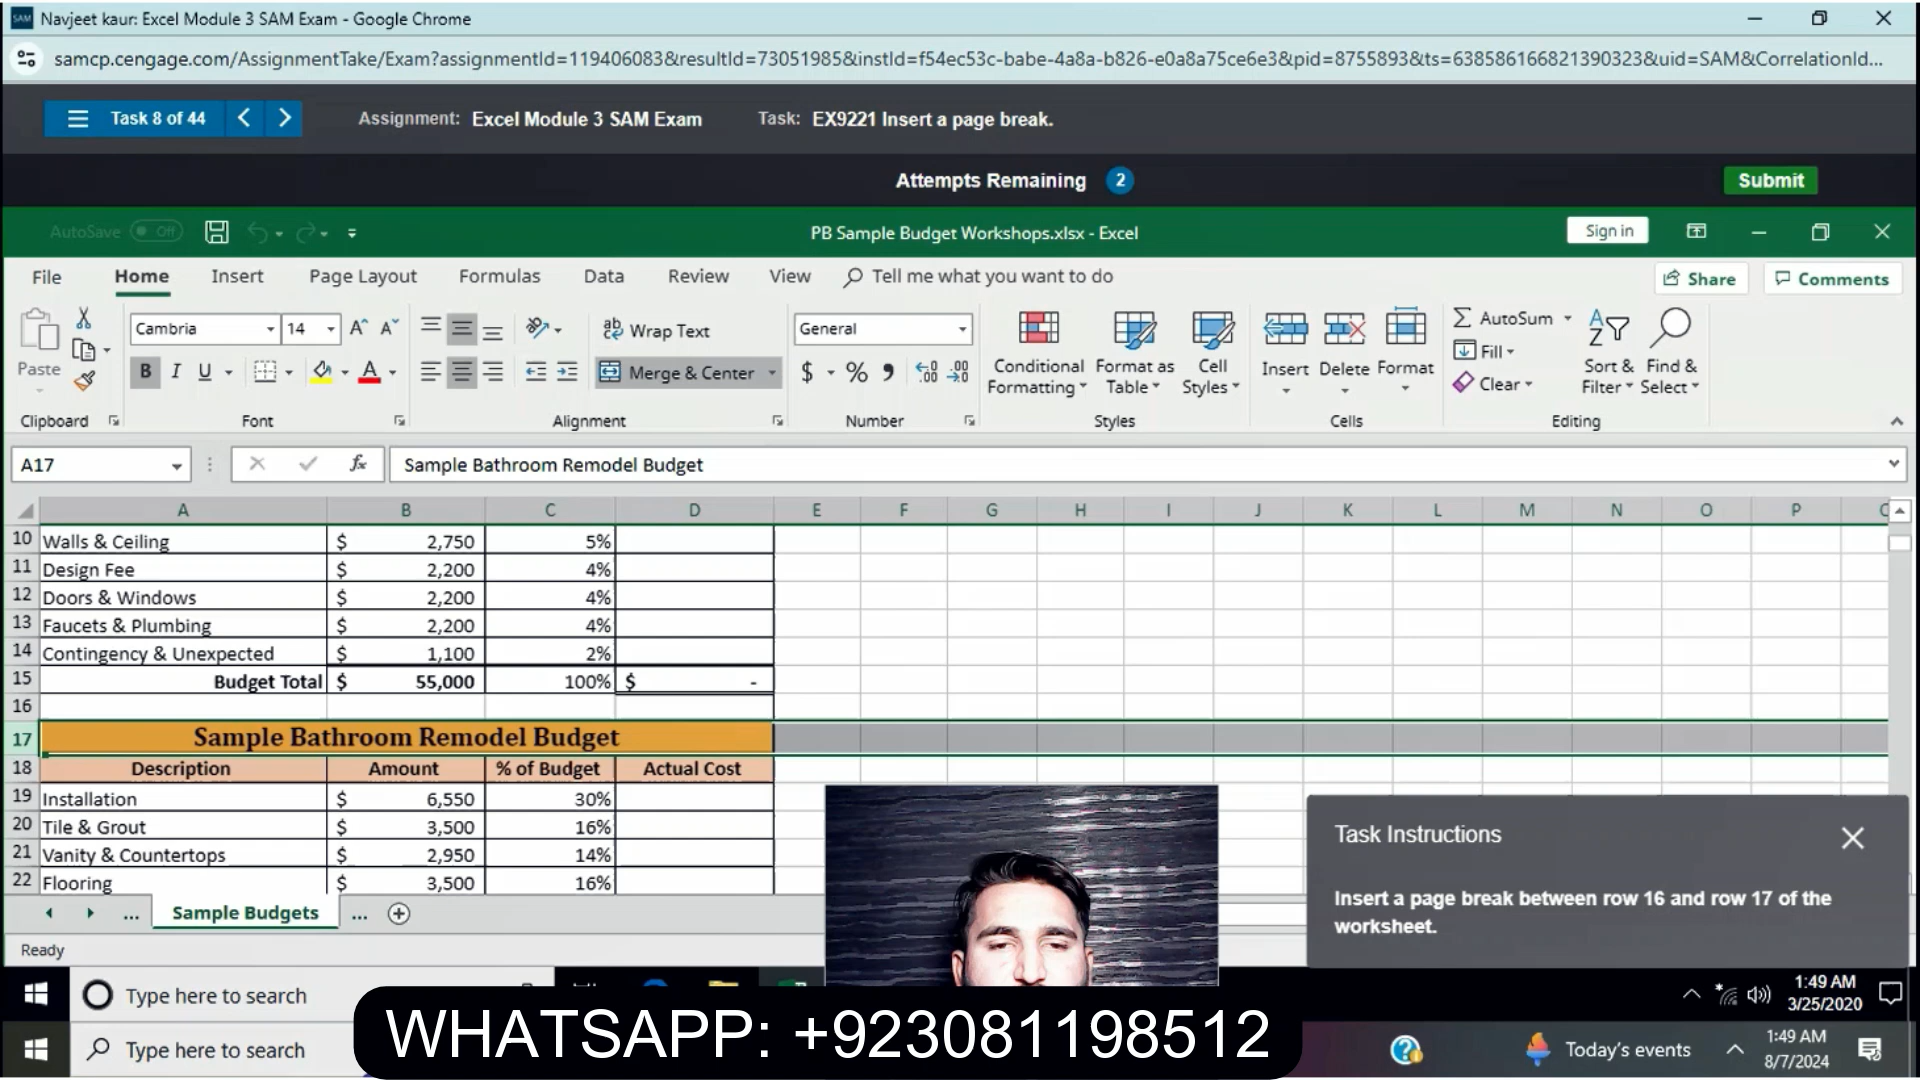 SAM Navjeet kaur: Excel Module 3 SAM Exam - Google Chrome
samcp.cengage.com/AssignmentTake/Exam?assignmentId=119406083&resultId=73051985&instId=f54ec53c-babe-4a8a-b826-e0a8a75ce6e3&pid=8755893&ts=638586166821390323&uid=SAM&CorrelationId...
Task 8 of 44 Assignment: Excel Module 3 SAM Exam Task: EX9221 Insert a page break.
Attempts Remaining 2 Submit
AutoSave Off PB Sample Budget Workshops.xlsx - Excel Sign in
File Home Insert Page Layout Formulas Data Review View Tell me what you want to do Share Comments
Cambria 14 A A Wrap Text General AutoSum
Paste B I U A Merge & Center $ % Conditional Formatting Format as Table Cell Styles Insert Delete Format Fill Sort & Filter Find & Select
Clear
Clipboard Font Alignment Number Styles Cells Editing
A17 fx Sample Bathroom Remodel Budget
A B C D E F G H I J K L M N O P
10 Walls & Ceiling $ 2,750 5%
11 Design Fee $ 2,200 4%
12 Doors & Windows $ 2,200 4%
13 Faucets & Plumbing $ 2,200 4%
14 Contingency & Unexpected $ 1,100 2%
15 Budget Total $ 55,000 100% $ -
16
17 Sample Bathroom Remodel Budget
18 Description Amount % of Budget Actual Cost
19 Installation $ 6,550 30%
20 Tile & Grout $ 3,500 16%
21 Vanity & Countertops $ 2,950 14%
22 Flooring $ 3,500 16%
Task Instructions
Insert a page break between row 16 and row 17 of the
worksheet.
... Sample Budgets ...
Ready
Type here to search 1:49 AM
3/25/2020
WHATSAPP: +923081198512
Type here to search Today's events 1:49 AM
8/7/2024